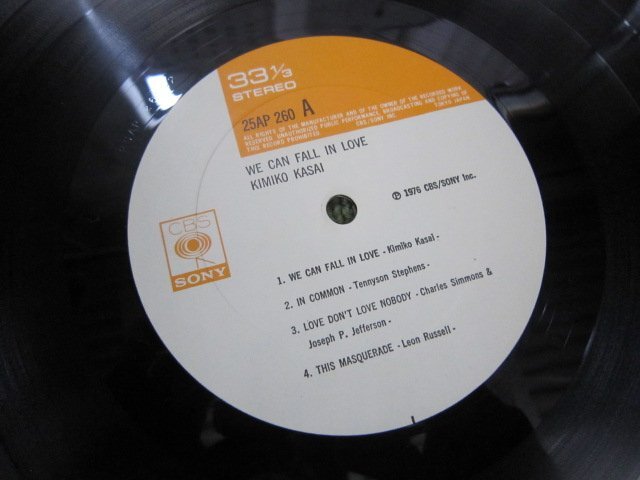 33 1/3
STEREO
25AP 260 A
ALL RIGHTS OF THE MANUFACTURER AND OF THE OWNER OF THE RECORDED WORK
RESERVED UNAUTHORIZED PUBLIC PERFORMANCE BROADCASTING AND COPYING OF
THIS RECORD PROHIBITED CBS/SONY INC. TOKYO JAPAN
WE CAN FALL IN LOVE
KIMIKO KASAI
Ⓟ 1976 CBS/SONY Inc.
CBS
SONY
1. WE CAN FALL IN LOVE - Kimiko Kasai -
2. IN COMMON - Tennyson Stephens -
3. LOVE DON'T LOVE NOBODY - Charles Simmons &
Joseph P. Jefferson -
4. THIS MASQUERADE - Leon Russell -